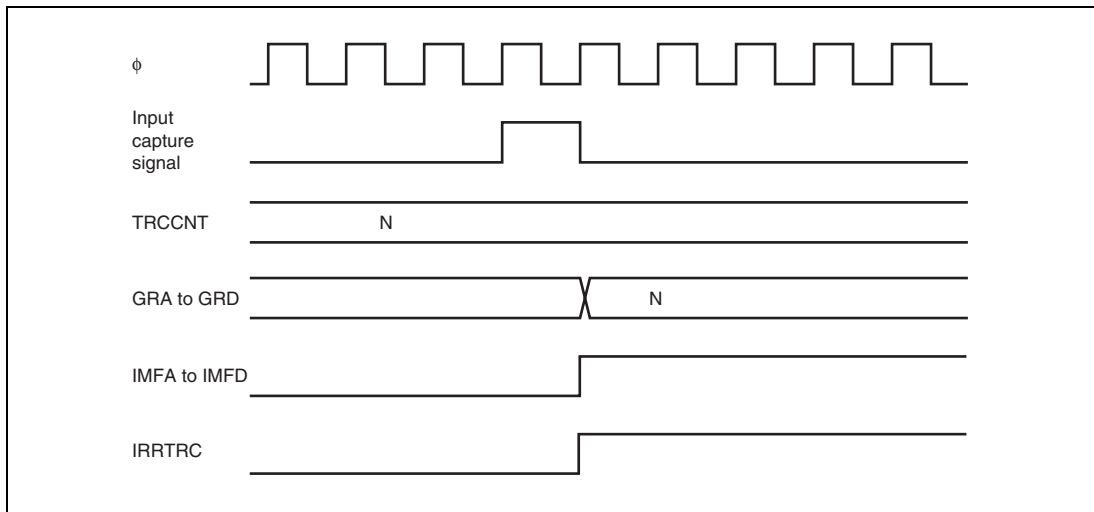 ϕ
Input
capture
signal
TRCCNT
N
GRA to GRD
N
IMFA to IMFD
IRRTRC